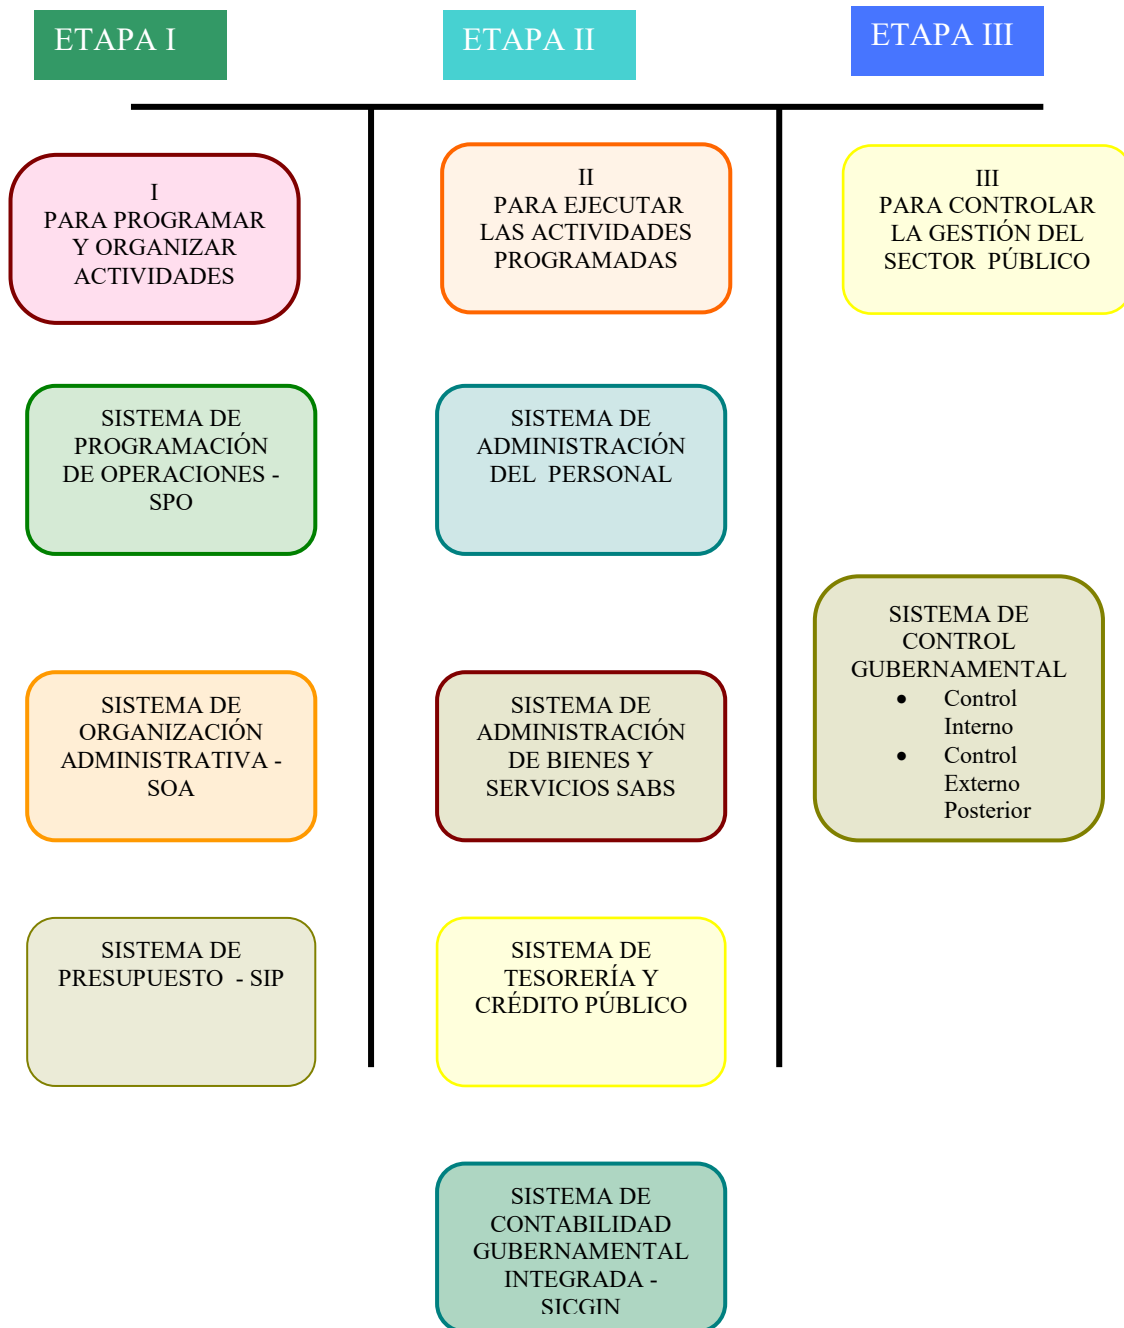 ETAPA I
ETAPA II
ETAPA III
I
PARA PROGRAMAR
Y ORGANIZAR
ACTIVIDADES
II
PARA EJECUTAR
LAS ACTIVIDADES
PROGRAMADAS
III
PARA CONTROLAR
LA GESTIÓN DEL
SECTOR PÚBLICO
SISTEMA DE
PROGRAMACIÓN
DE OPERACIONES -
SPO
SISTEMA DE
ADMINISTRACIÓN
DEL PERSONAL
SISTEMA DE
CONTROL
GUBERNAMENTAL
• Control
Interno
• Control
Externo
Posterior
SISTEMA DE
ORGANIZACIÓN
ADMINISTRATIVA -
SOA
SISTEMA DE
ADMINISTRACIÓN
DE BIENES Y
SERVICIOS SABS
SISTEMA DE
PRESUPUESTO - SIP
SISTEMA DE
TESORERÍA Y
CRÉDITO PÚBLICO
SISTEMA DE
CONTABILIDAD
GUBERNAMENTAL
INTEGRADA -
SICGIN